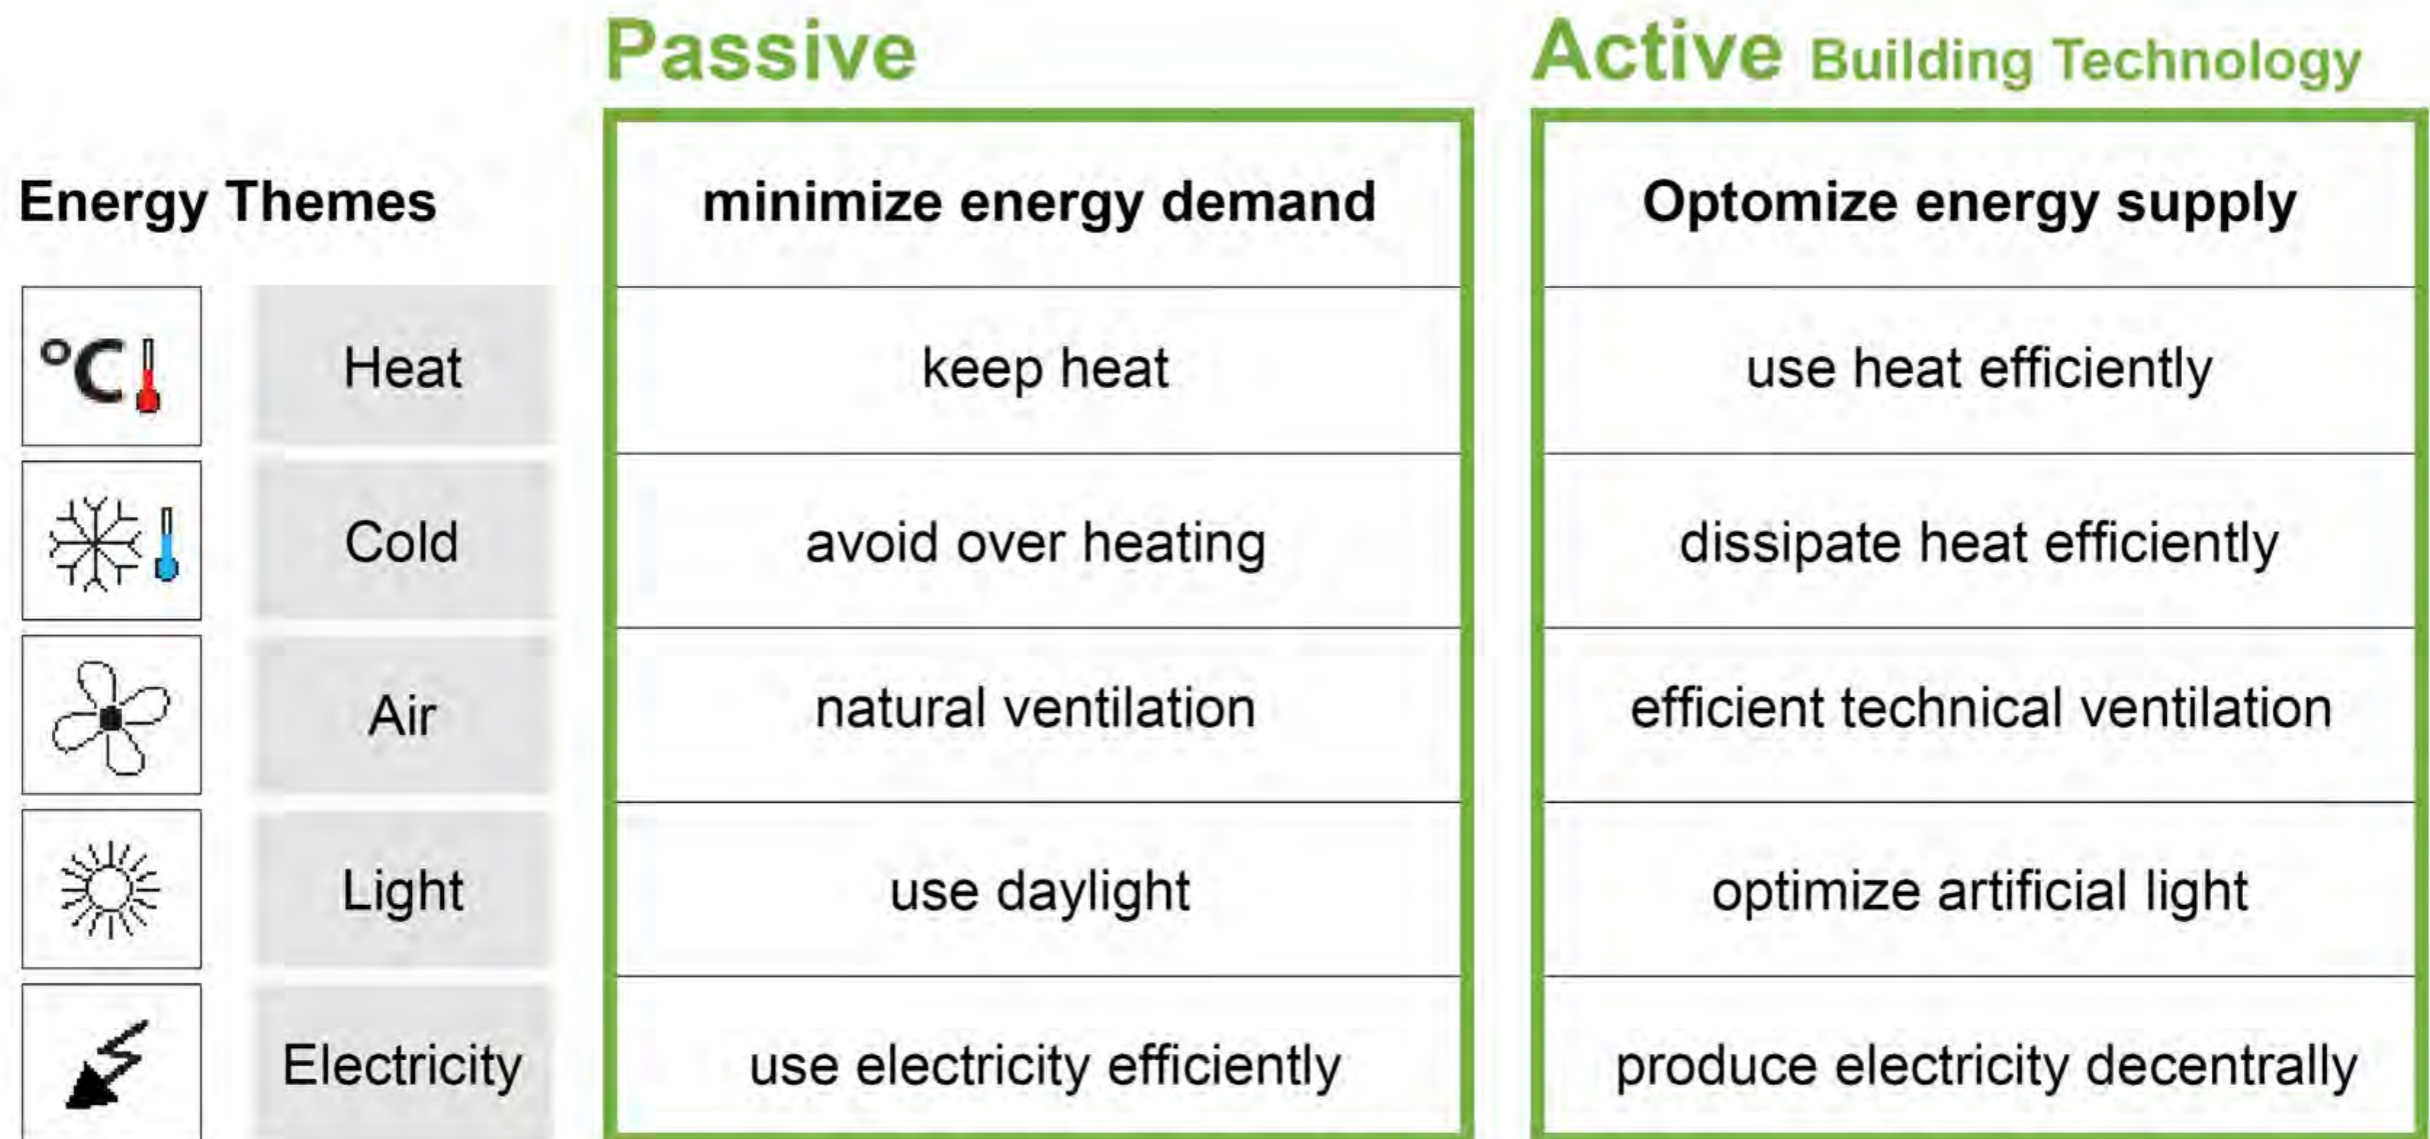 Passive
Active Building Technology
Energy Themes
minimize energy demand
Optomize energy supply
°C
Heat
keep heat
use heat efficiently
Cold
avoid over heating
dissipate heat efficiently
Air
natural ventilation
efficient technical ventilation
Light
use daylight
optimize artificial light
Electricity
use electricity efficiently
produce electricity decentrally